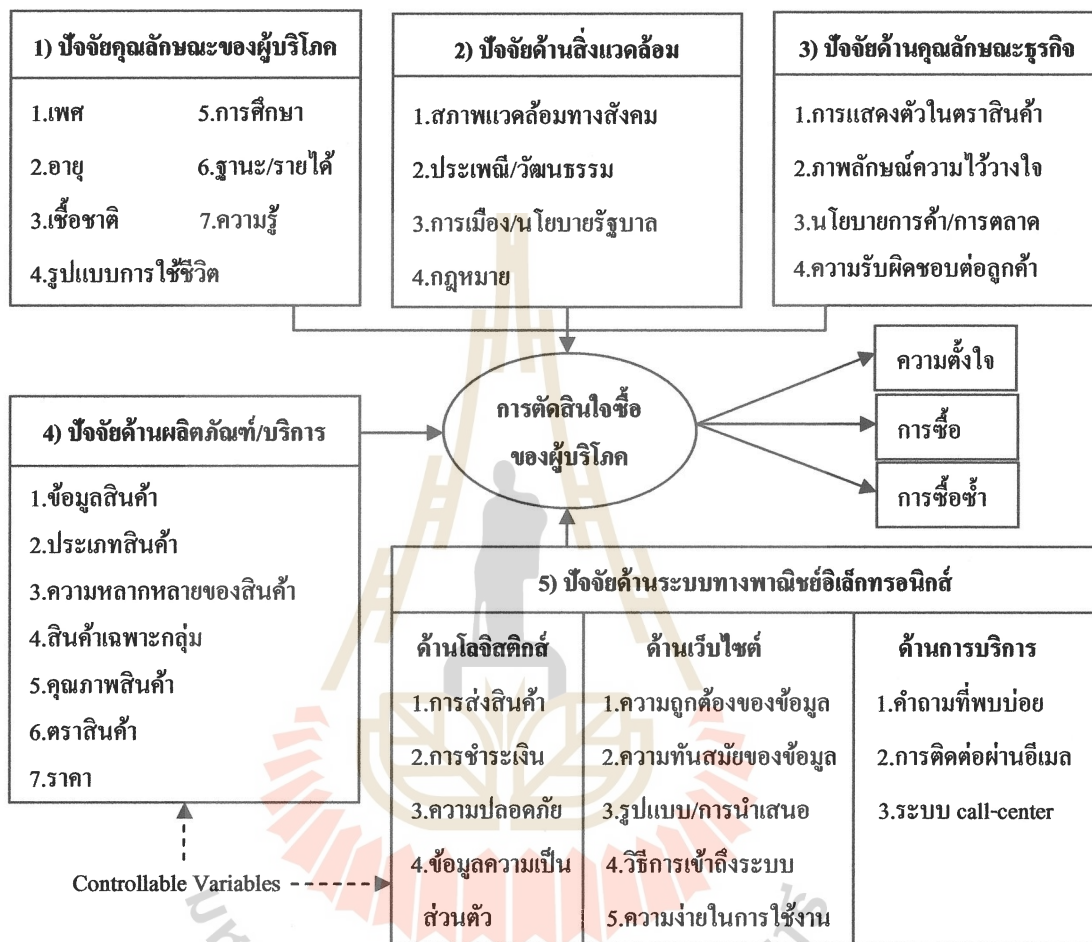 1) ปัจจัยคุณลักษณะของผู้บริโภค
1.เพศ 5.การศึกษา
2.อายุ 6.ฐานะ/รายได้
3.เชื้อชาติ 7.ความรู้
4.รูปแบบการใช้ชีวิต
2) ปัจจัยด้านสิ่งแวดล้อม
1.สภาพแวดล้อมทางสังคม
2.ประเพณี/วัฒนธรรม
3.การเมือง/นโยบายรัฐบาล
4.กฎหมาย
3) ปัจจัยด้านคุณลักษณะธุรกิจ
1.การแสดงตัวในตราสินค้า
2.ภาพลักษณ์ความไว้วางใจ
3.นโยบายการค้า/การตลาด
4.ความรับผิดชอบต่อลูกค้า
การตัดสินใจซื้อ
ของผู้บริโภค
ความตั้งใจ
การซื้อ
การซื้อซ้ำ
4) ปัจจัยด้านผลิตภัณฑ์/บริการ
1.ข้อมูลสินค้า
2.ประเภทสินค้า
3.ความหลากหลายของสินค้า
4.สินค้าเฉพาะกลุ่ม
5.คุณภาพสินค้า
6.ตราสินค้า
7.ราคา
5) ปัจจัยด้านระบบทางพาณิชย์อิเล็กทรอนิกส์
ด้านโลจิสติกส์
1.การส่งสินค้า
2.การชำระเงิน
3.ความปลอดภัย
4.ข้อมูลความเป็น
ส่วนตัว
ด้านเว็บไซต์
1.ความถูกต้องของข้อมูล
2.ความทันสมัยของข้อมูล
3.รูปแบบ/การนำเสนอ
4.วิธีการเข้าถึงระบบ
5.ความง่ายในการใช้งาน
ด้านการบริการ
1.คำถามที่พบบ่อย
2.การติดต่อผ่านอีเมล
3.ระบบ call-center
Controllable Variables